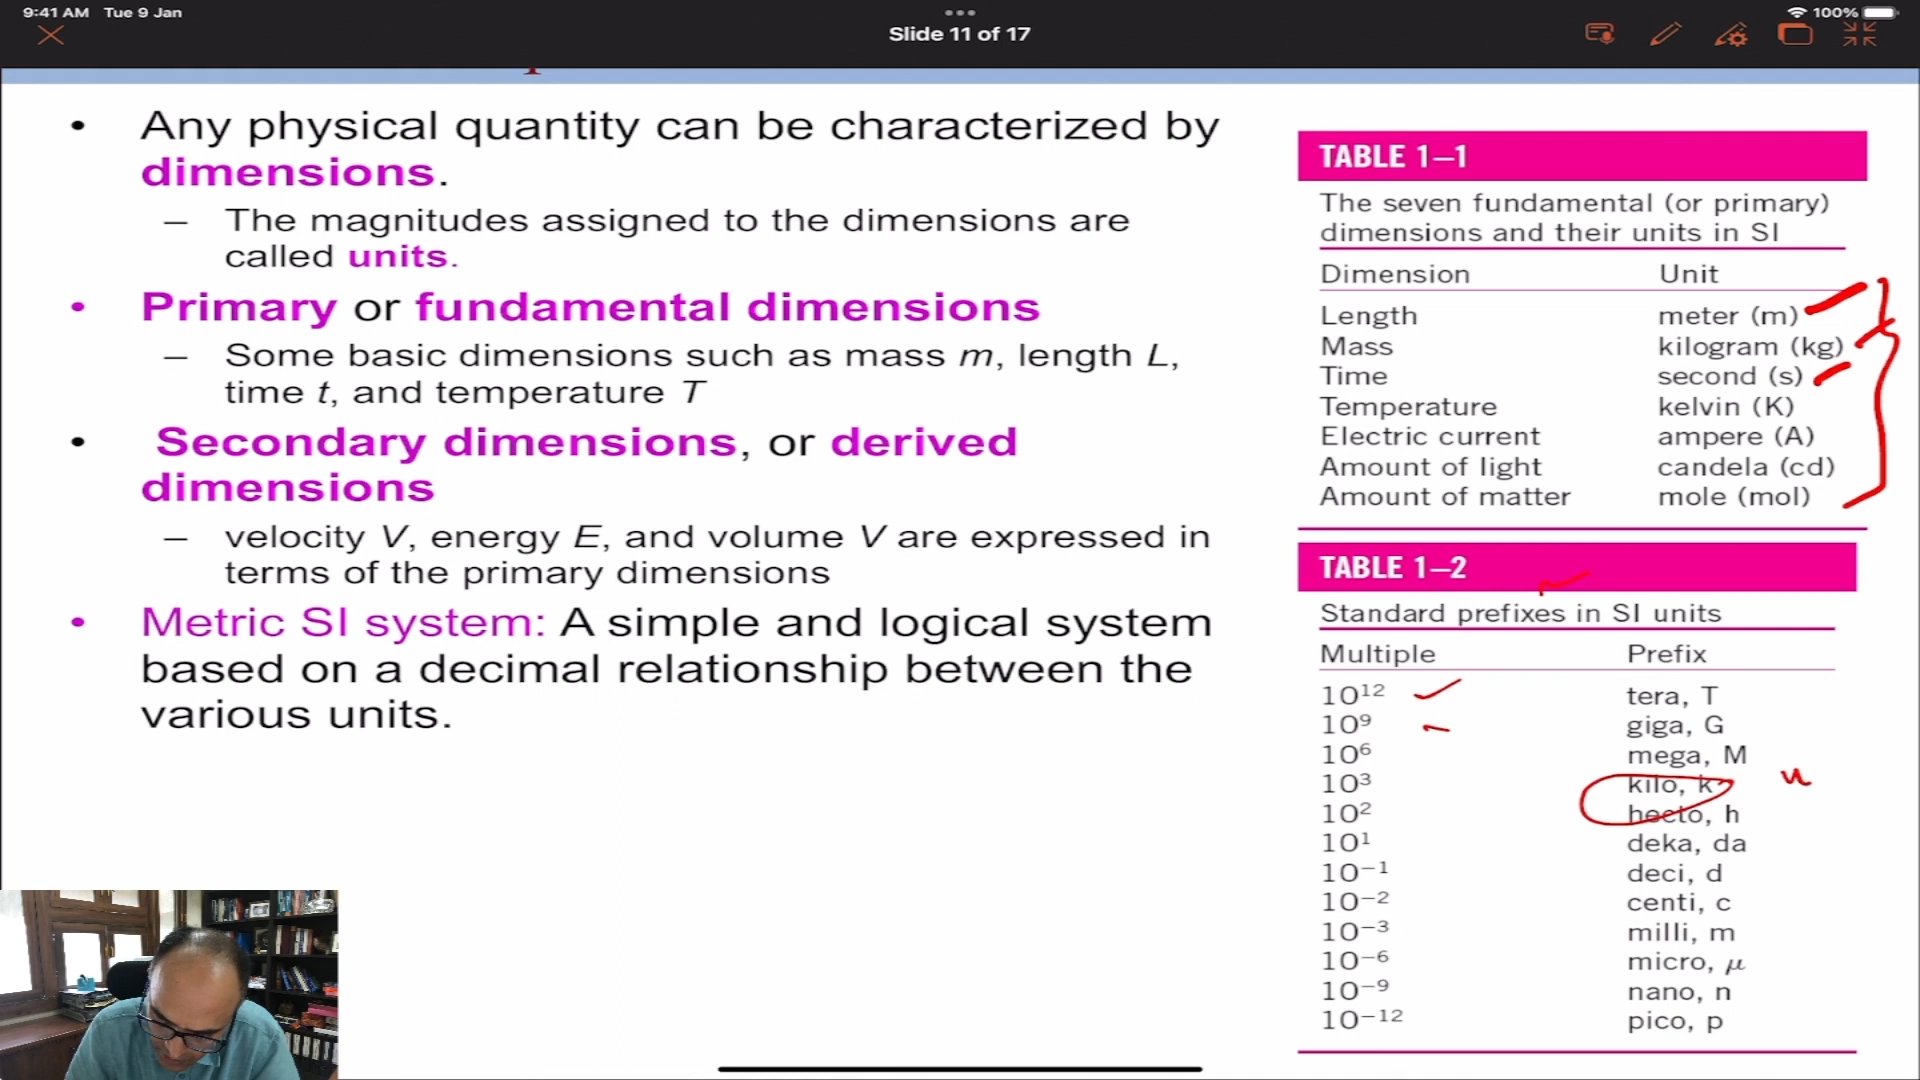 9:41 AM Tue 9 Jan
100%
Slide 11 of 17
• Any physical quantity can be characterized by
dimensions.
– The magnitudes assigned to the dimensions are
called units.
• Primary or fundamental dimensions
– Some basic dimensions such as mass m, length L,
time t, and temperature T
• Secondary dimensions, or derived
dimensions
– velocity V, energy E, and volume V are expressed in
terms of the primary dimensions
• Metric SI system: A simple and logical system
based on a decimal relationship between the
various units.
TABLE 1–1
The seven fundamental (or primary)
dimensions and their units in SI
Dimension Unit
Length meter (m)
Mass kilogram (kg)
Time second (s)
Temperature kelvin (K)
Electric current ampere (A)
Amount of light candela (cd)
Amount of matter mole (mol)
TABLE 1–2
Standard prefixes in SI units
Multiple Prefix
10¹² tera, T
10⁹ giga, G
10⁶ mega, M
10³ kilo, k
10² hecto, h
10¹ deka, da
10⁻¹ deci, d
10⁻² centi, c
10⁻³ milli, m
10⁻⁶ micro, μ
10⁻⁹ nano, n
10⁻¹² pico, p